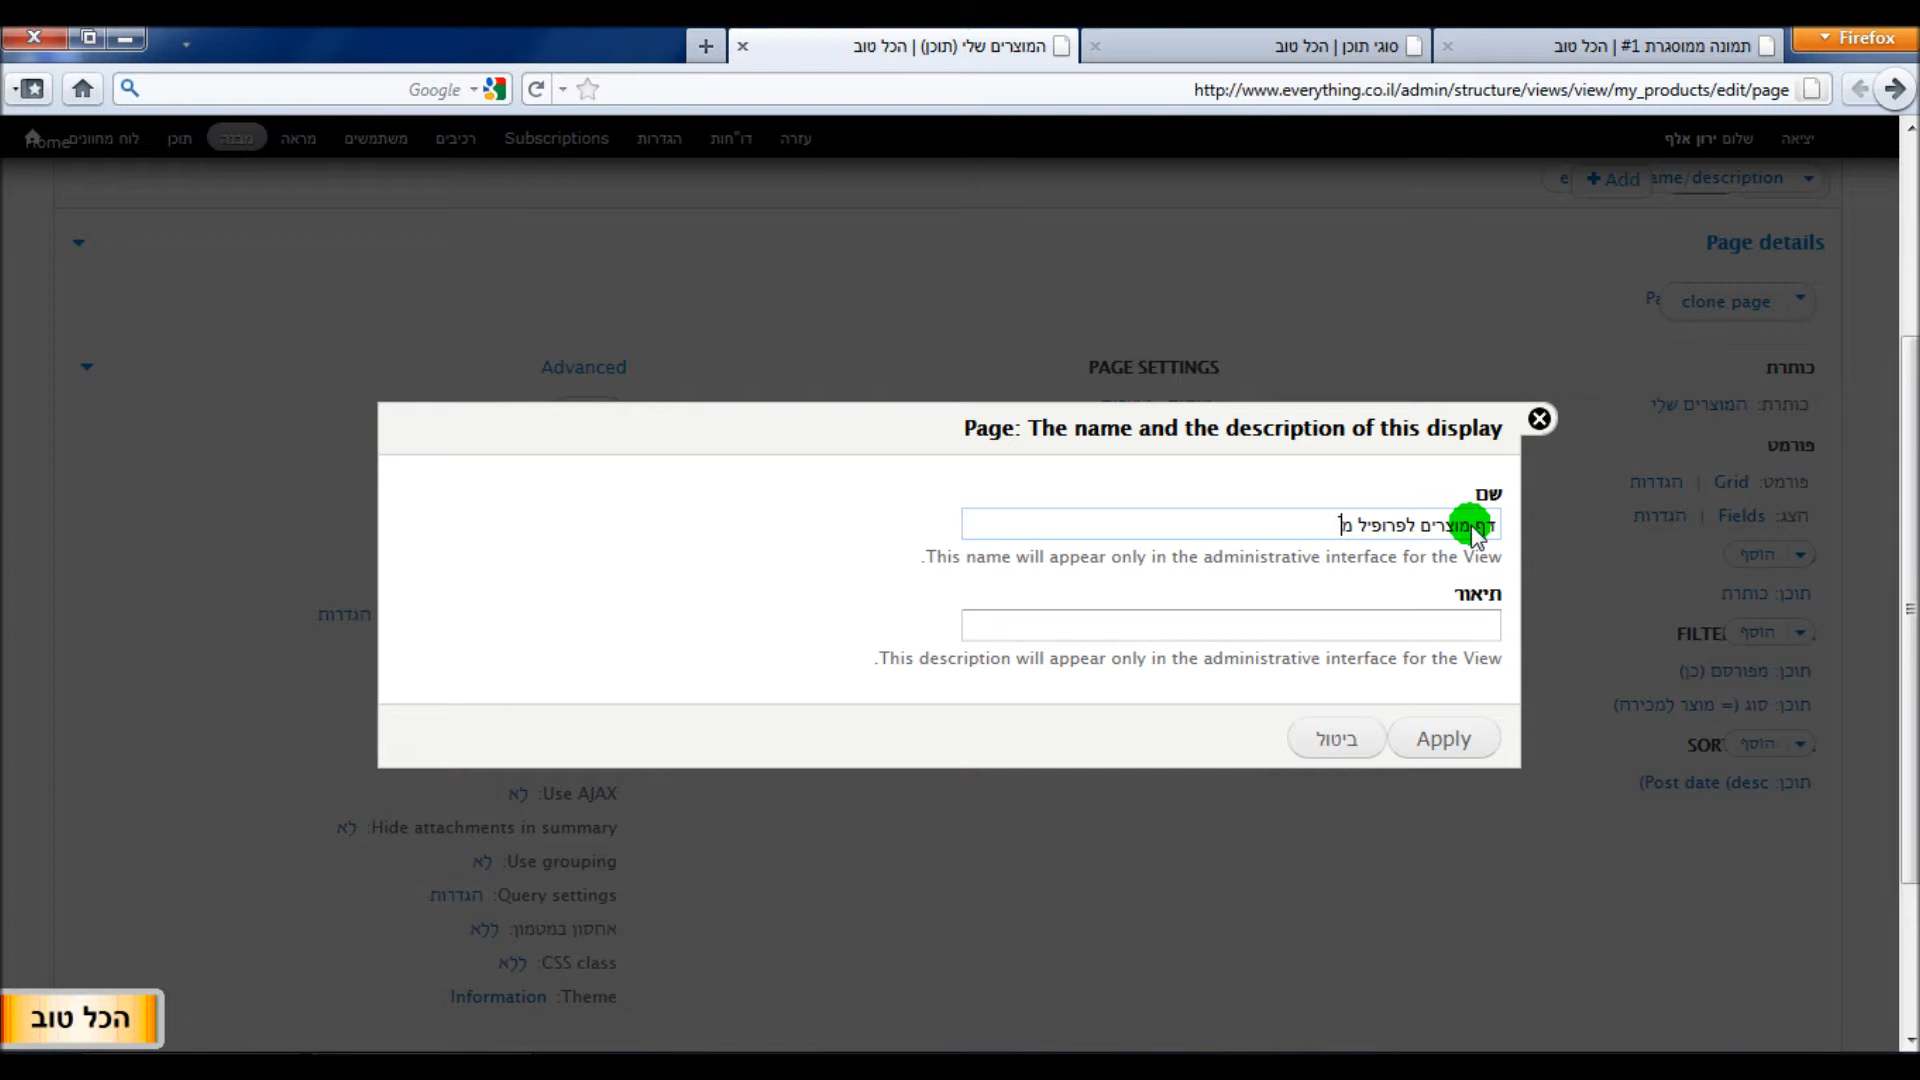 Firefox
תמונה ממוסגרת #1 | הכל טוב
סוגי תוכן | הכל טוב
המוצרים שלי (תוכן) | הכל טוב
http://www.everything.co.il/admin/structure/views/view/my_products/edit/page
Google
יציאה
שלום ירון אלף
Home
לוח מחוונים
תוכן
מבנה
מראה
משתמשים
רכיבים
Subscriptions
הגדרות
דו"חות
עזרה
Add
ame/description
Page details
clone page
כותרת
כותרת: המוצרים שלי
פורמט
פורמט: Grid | הגדרות
הצג: Fields | הגדרות
הוסף
תוכן: כותרת
הוסף
תוכן: מפורסם (כן)
תוכן: סוג (= מוצר למכירה)
הוסף
תוכן: Post date (desc)
PAGE SETTINGS
Advanced
הגדרות
Use AJAX: לא
Hide attachments in summary: לא
Use grouping: לא
Query settings: הגדרות
אחסון במטמון: ללא
CSS class: ללא
Theme: Information
Page: The name and the description of this display
שם
דף מוצרים לפרופיל מ
This name will appear only in the administrative interface for the View.
תיאור
This description will appear only in the administrative interface for the View.
Apply
ביטול
הכל טוב